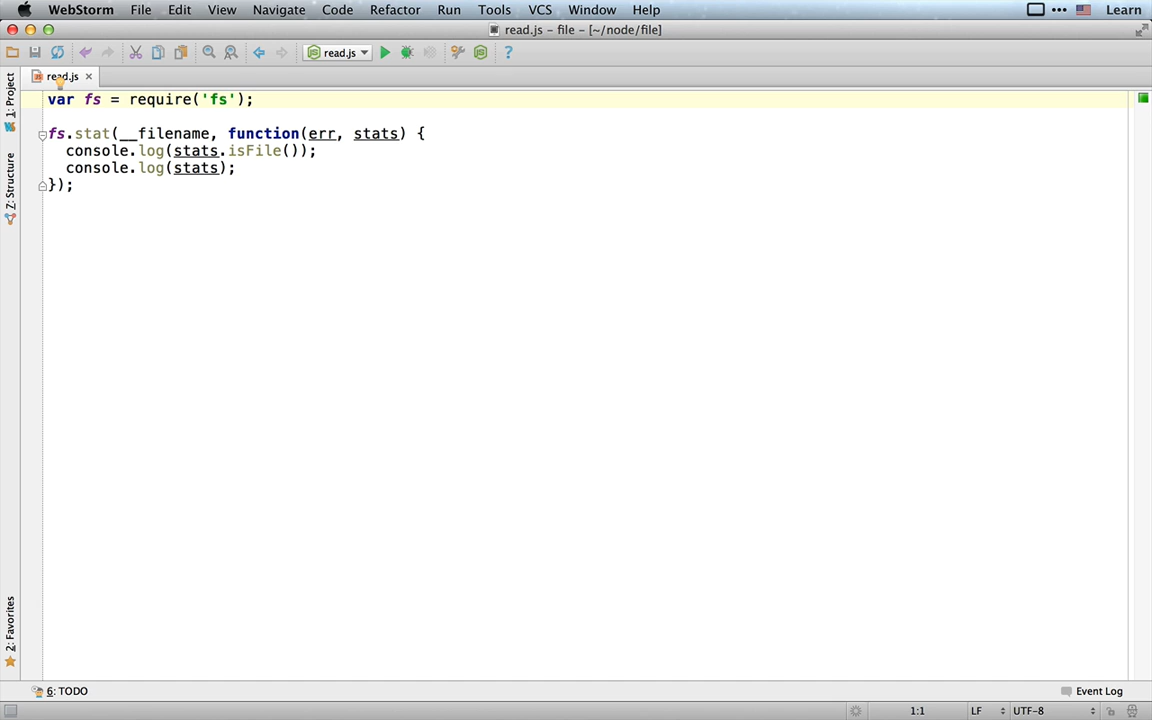 WebStorm File Edit View Navigate Code Refactor Run Tools VCS Window Help Learn
read.js – file – [~/node/file]
read.js
read.js
1: Project
Z: Structure
2: Favorites
var fs = require('fs');
fs.stat(__filename, function(err, stats) {
  console.log(stats.isFile());
  console.log(stats);
});
6: TODO
Event Log
1:1 LF UTF-8